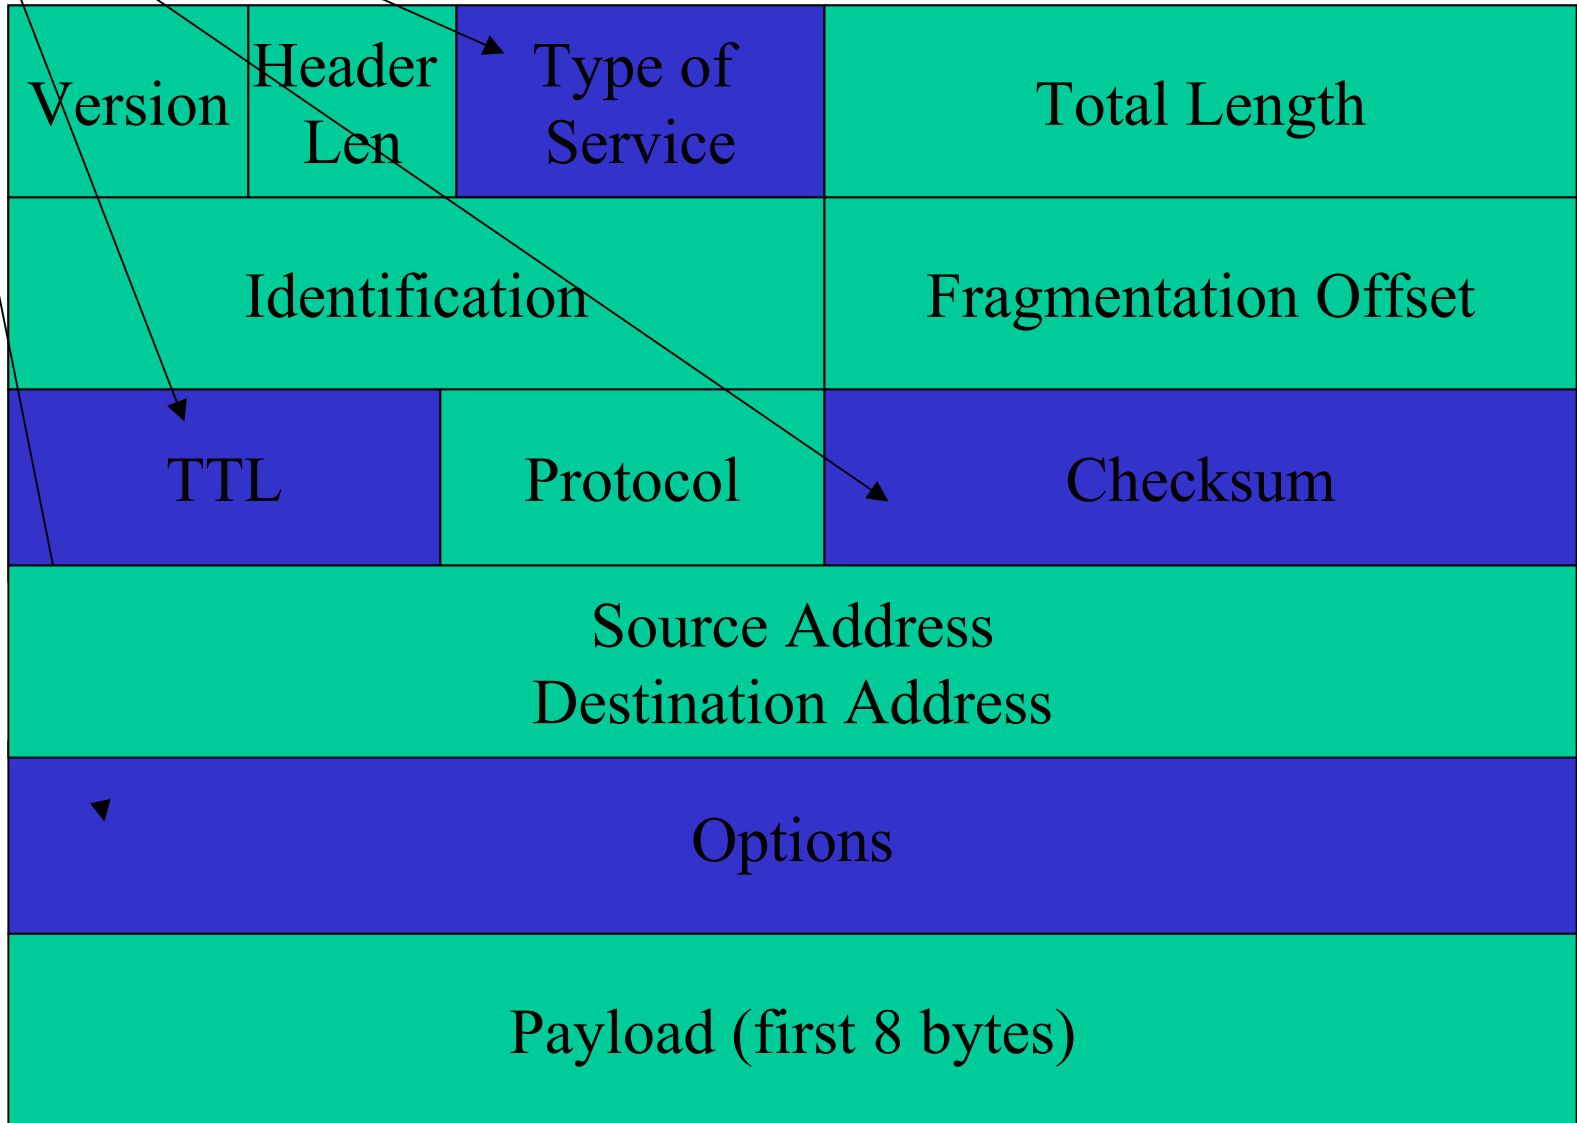 Version
Header
Len
Type of
Service
Total Length
Identification
Fragmentation Offset
TTL
Protocol
Checksum
Source Address
Destination Address
Options
Payload (first 8 bytes)